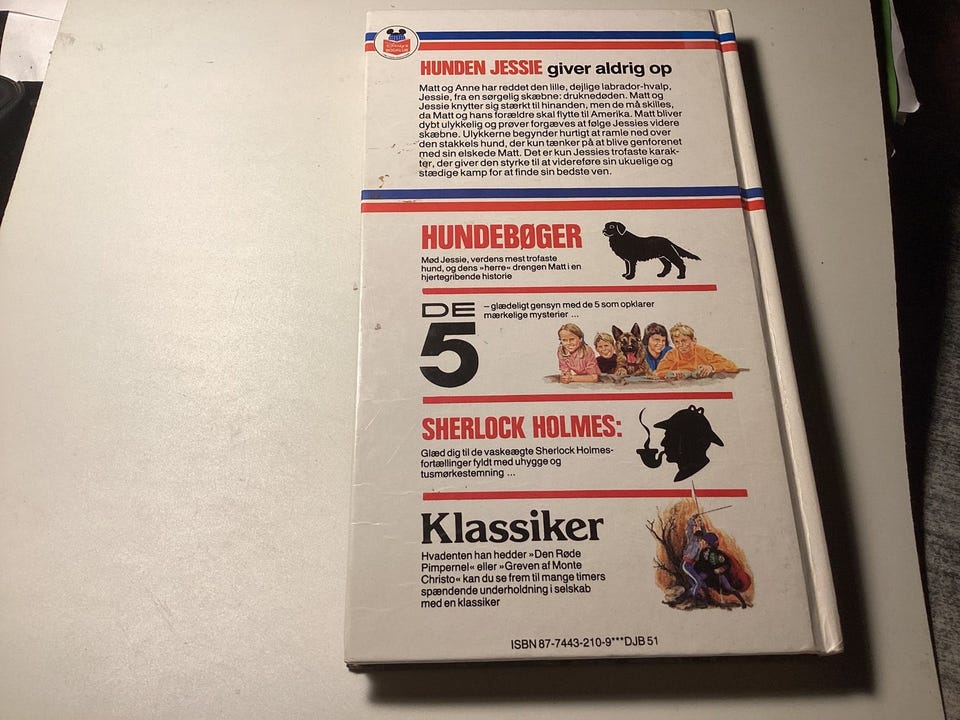 HUNDEN JESSIE giver aldrig op
Matt og Anne har reddet den lille, dejlige labrador-hvalp,
Jessie, fra en sørgelig skæbne: druknedøden. Matt og
Jessie knytter sig stærkt til hinanden, men de må skilles,
da Matt og hans forældre skal flytte til Amerika. Matt bliver
dybt ulykkelig og prøver forgæves at følge Jessies videre
skæbne. Ulykkerne begynder hurtigt at ramle ned over
den stakkels hund, der kun tænker på at blive genforenet
med sin elskede Matt. Det er kun Jessies trofaste karak-
ter, der giver den styrke til at videreføre sin ukuelige og
stædige kamp for at finde sin bedste ven.
HUNDEBØGER
Mød Jessie, verdens mest trofaste
hund, og dens »herre« drengen Matt i en
hjertegribende historie
DE
5
– glædeligt gensyn med de 5 som opklarer
mærkelige mysterier ...
SHERLOCK HOLMES:
Glæd dig til de vaskeægte Sherlock Holmes-
fortællinger fyldt med uhygge og
tusmørkestemning ...
Klassiker
Hvadenten han hedder »Den Røde
Pimpernel« eller »Greven af Monte
Christo« kan du se frem til mange timers
spændende underholdning i selskab
med en klassiker
ISBN 87-7443-210-9***DJB 51